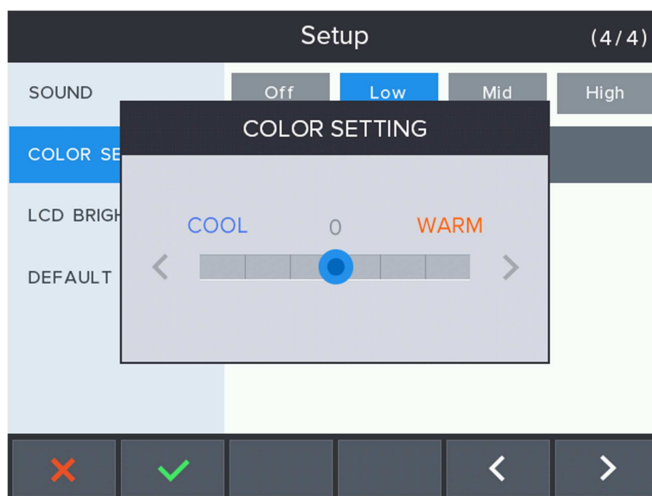 Setup
(4/4)
SOUND
Off
Low
Mid
High
COLOR SE
COLOR SETTING
LCD BRIGH
COOL
0
WARM
DEFAULT